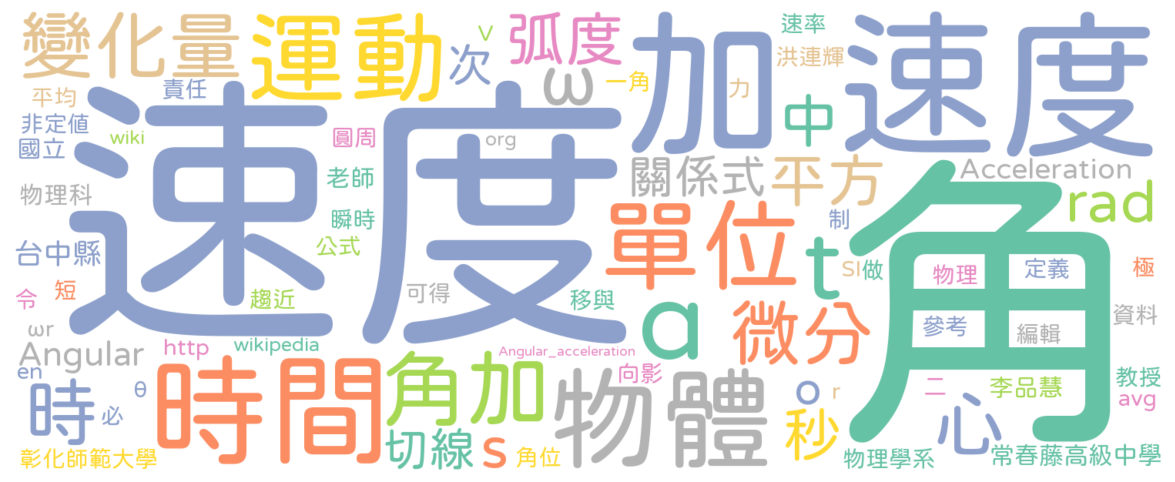 變化量
運動
次
V
弧度
ω
一角
加
速率
洪連輝
力
中
速度
平均
責任
非定值
國立
wiki
速度
圓周
org
關係式
平方
Acceleration
rad
物理科
老師
瞬時
公式
台中縣
單位
制
t
角
SI
做
物理
定義
極
令
短
趨近
可得
移與
a
微分
參考
編輯
資料
ωr
Angular
en
http
wikipedia
Angular_acceleration
向影
時
θ
必
時間
角加
物體
o
r
二
李品慧
教授
avg
秒
心
彰化師範大學
切線
s
角位
物理學系
常春藤高級中學